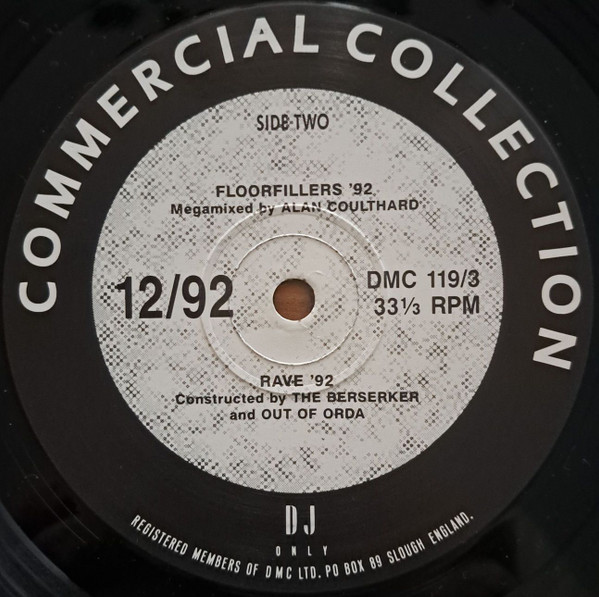 COMMERCIAL COLLECTION
SIDE TWO
FLOORFILLERS '92
Megamixed by ALAN COULTHARD
12/92
DMC 119/3
33⅓ RPM
RAVE '92
Constructed by THE BERSERKER
and OUT OF ORDA
DJ
ONLY
REGISTERED MEMBERS OF DMC LTD. PO BOX 89 SLOUGH ENGLAND.